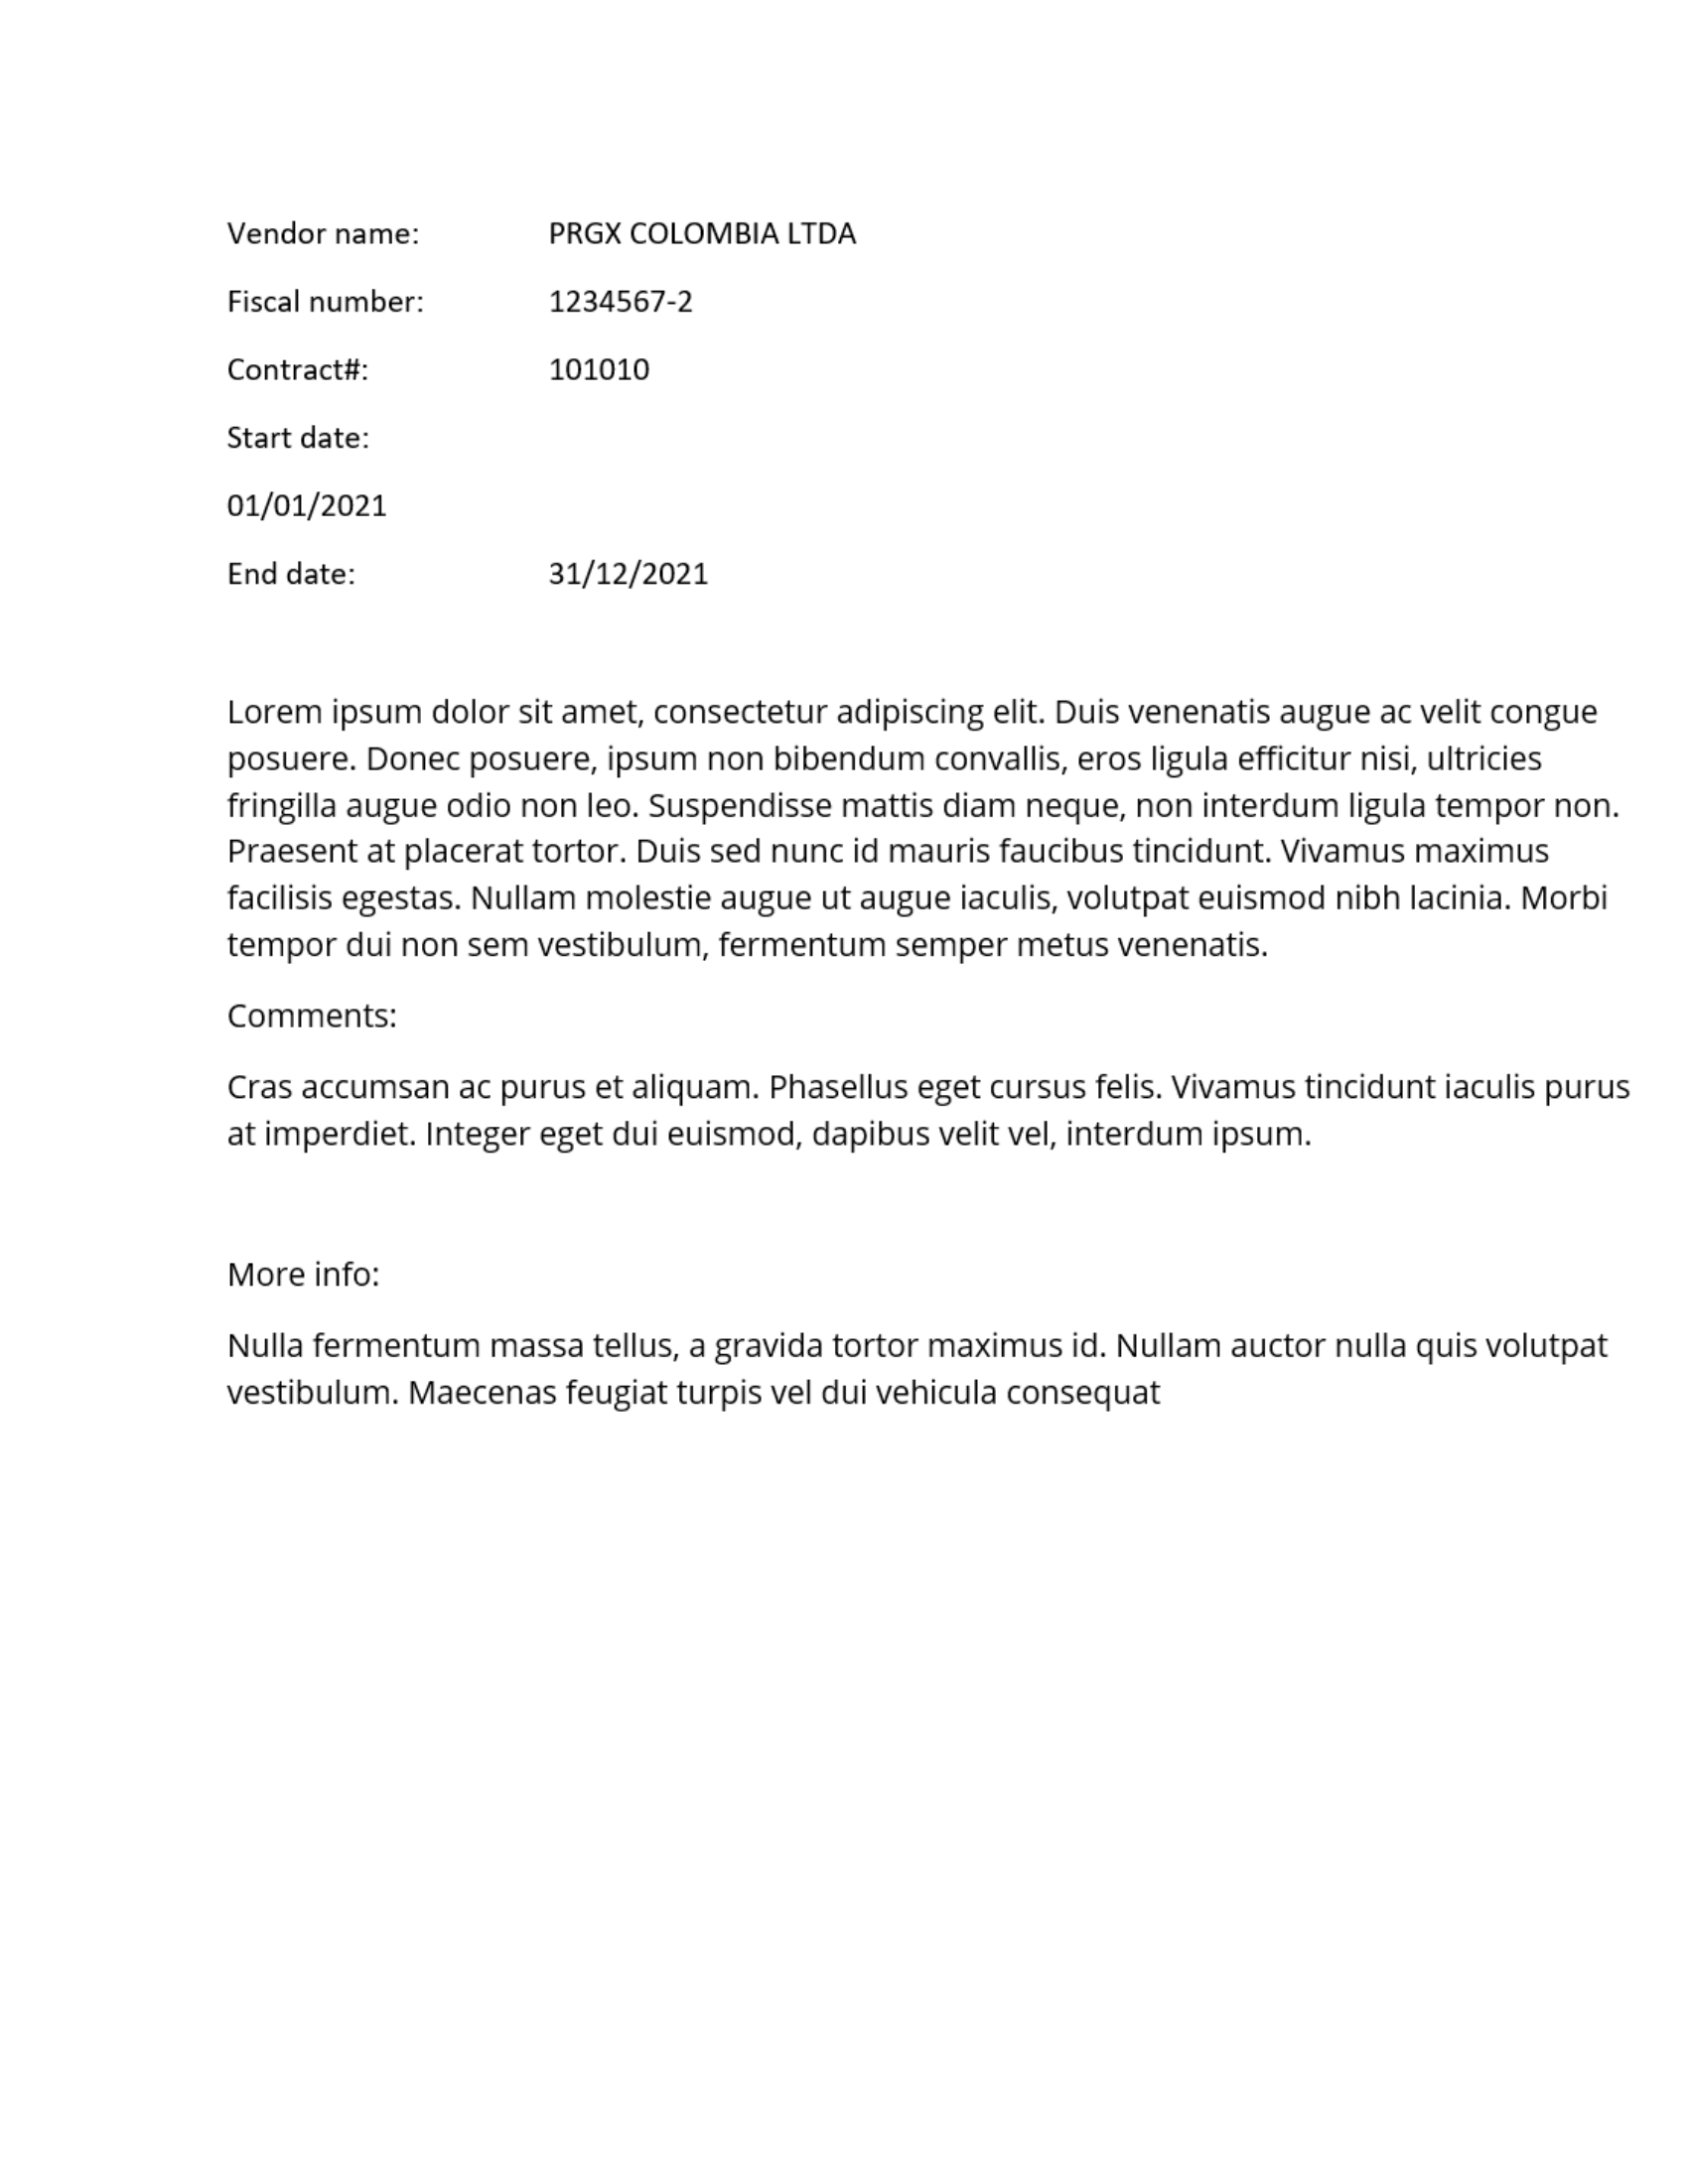 Vendor name: PRGX COLOMBIA LTDA
Fiscal number: 1234567-2
Contract#: 101010
Start date:
01/01/2021
End date: 31/12/2021
Lorem ipsum dolor sit amet, consectetur adipiscing elit. Duis venenatis augue ac velit congue
posuere. Donec posuere, ipsum non bibendum convallis, eros ligula efficitur nisi, ultricies
fringilla augue odio non leo. Suspendisse mattis diam neque, non interdum ligula tempor non.
Praesent at placerat tortor. Duis sed nunc id mauris faucibus tincidunt. Vivamus maximus
facilisis egestas. Nullam molestie augue ut augue iaculis, volutpat euismod nibh lacinia. Morbi
tempor dui non sem vestibulum, fermentum semper metus venenatis.
Comments:
Cras accumsan ac purus et aliquam. Phasellus eget cursus felis. Vivamus tincidunt iaculis purus
at imperdiet. Integer eget dui euismod, dapibus velit vel, interdum ipsum.
More info:
Nulla fermentum massa tellus, a gravida tortor maximus id. Nullam auctor nulla quis volutpat
vestibulum. Maecenas feugiat turpis vel dui vehicula consequat